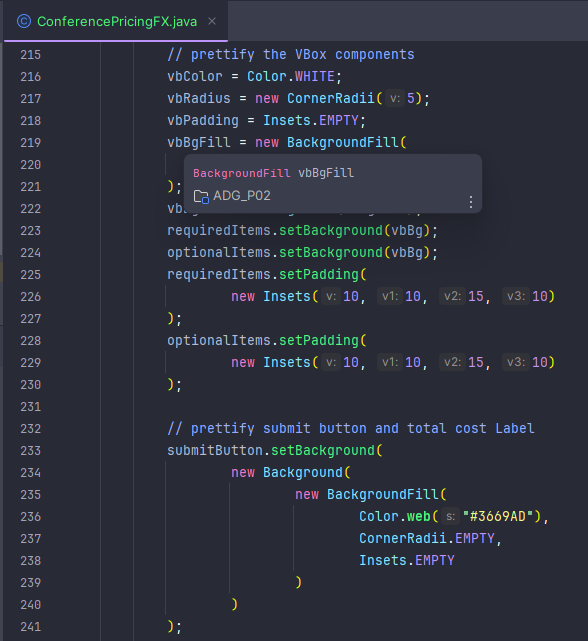 ConferencePricingFX.java
215 // prettify the VBox components
216 vbColor = Color.WHITE;
217 vbRadius = new CornerRadii( v: 5);
218 vbPadding = Insets.EMPTY;
219 vbBgFill = new BackgroundFill(
220
BackgroundFill vbBgFill
221 );
ADG_P02
222
223 requiredItems.setBackground(vbBg);
224 optionalItems.setBackground(vbBg);
225 requiredItems.setPadding(
226 new Insets( v: 10, v1: 10, v2: 15, v3: 10)
227 );
228 optionalItems.setPadding(
229 new Insets( v: 10, v1: 10, v2: 15, v3: 10)
230 );
231
232 // prettify submit button and total cost Label
233 submitButton.setBackground(
234 new Background(
235 new BackgroundFill(
236 Color.web( s: "#3669AD"),
237 CornerRadii.EMPTY,
238 Insets.EMPTY
239 )
240 )
241 );